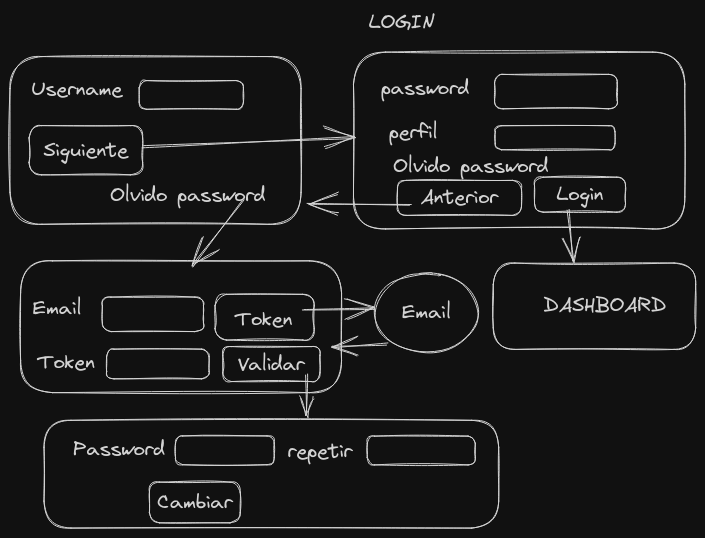 LOGIN
Username
Siguiente
Olvido password
password
perfil
Olvido password
Anterior
Login
Email
Token
Token
Validar
Email
DASHBOARD
Password
repetir
Cambiar